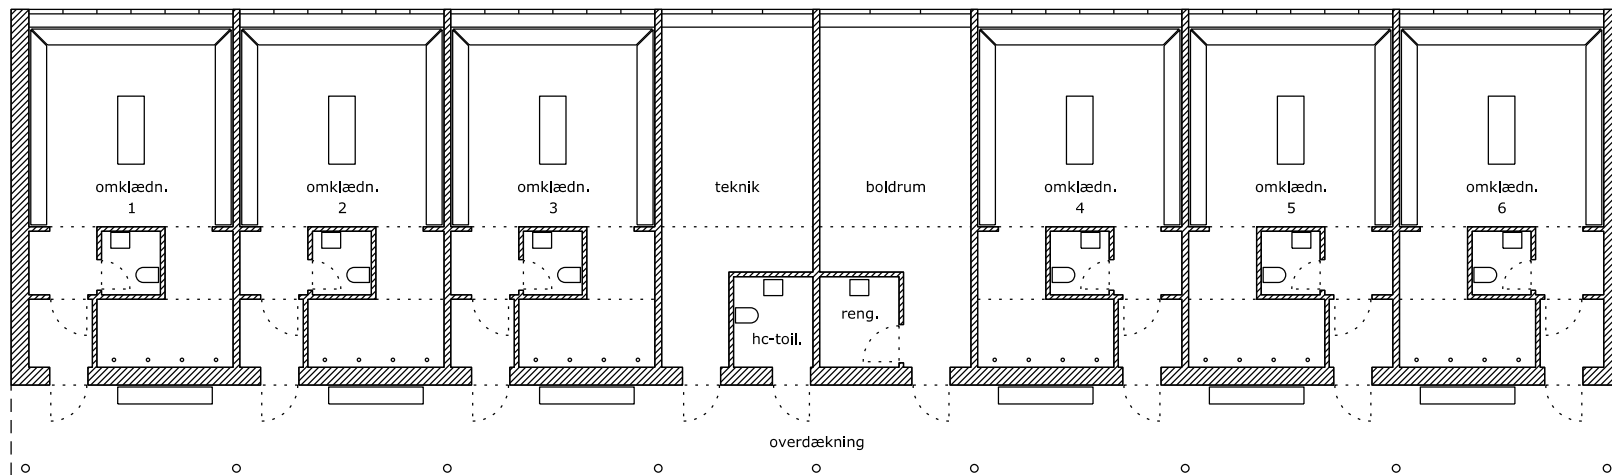 omklædn.
1
omklædn.
2
omklædn.
3
teknik
boldrum
omklædn.
4
omklædn.
5
omklædn.
6
hc-toil.
reng.
overdækning